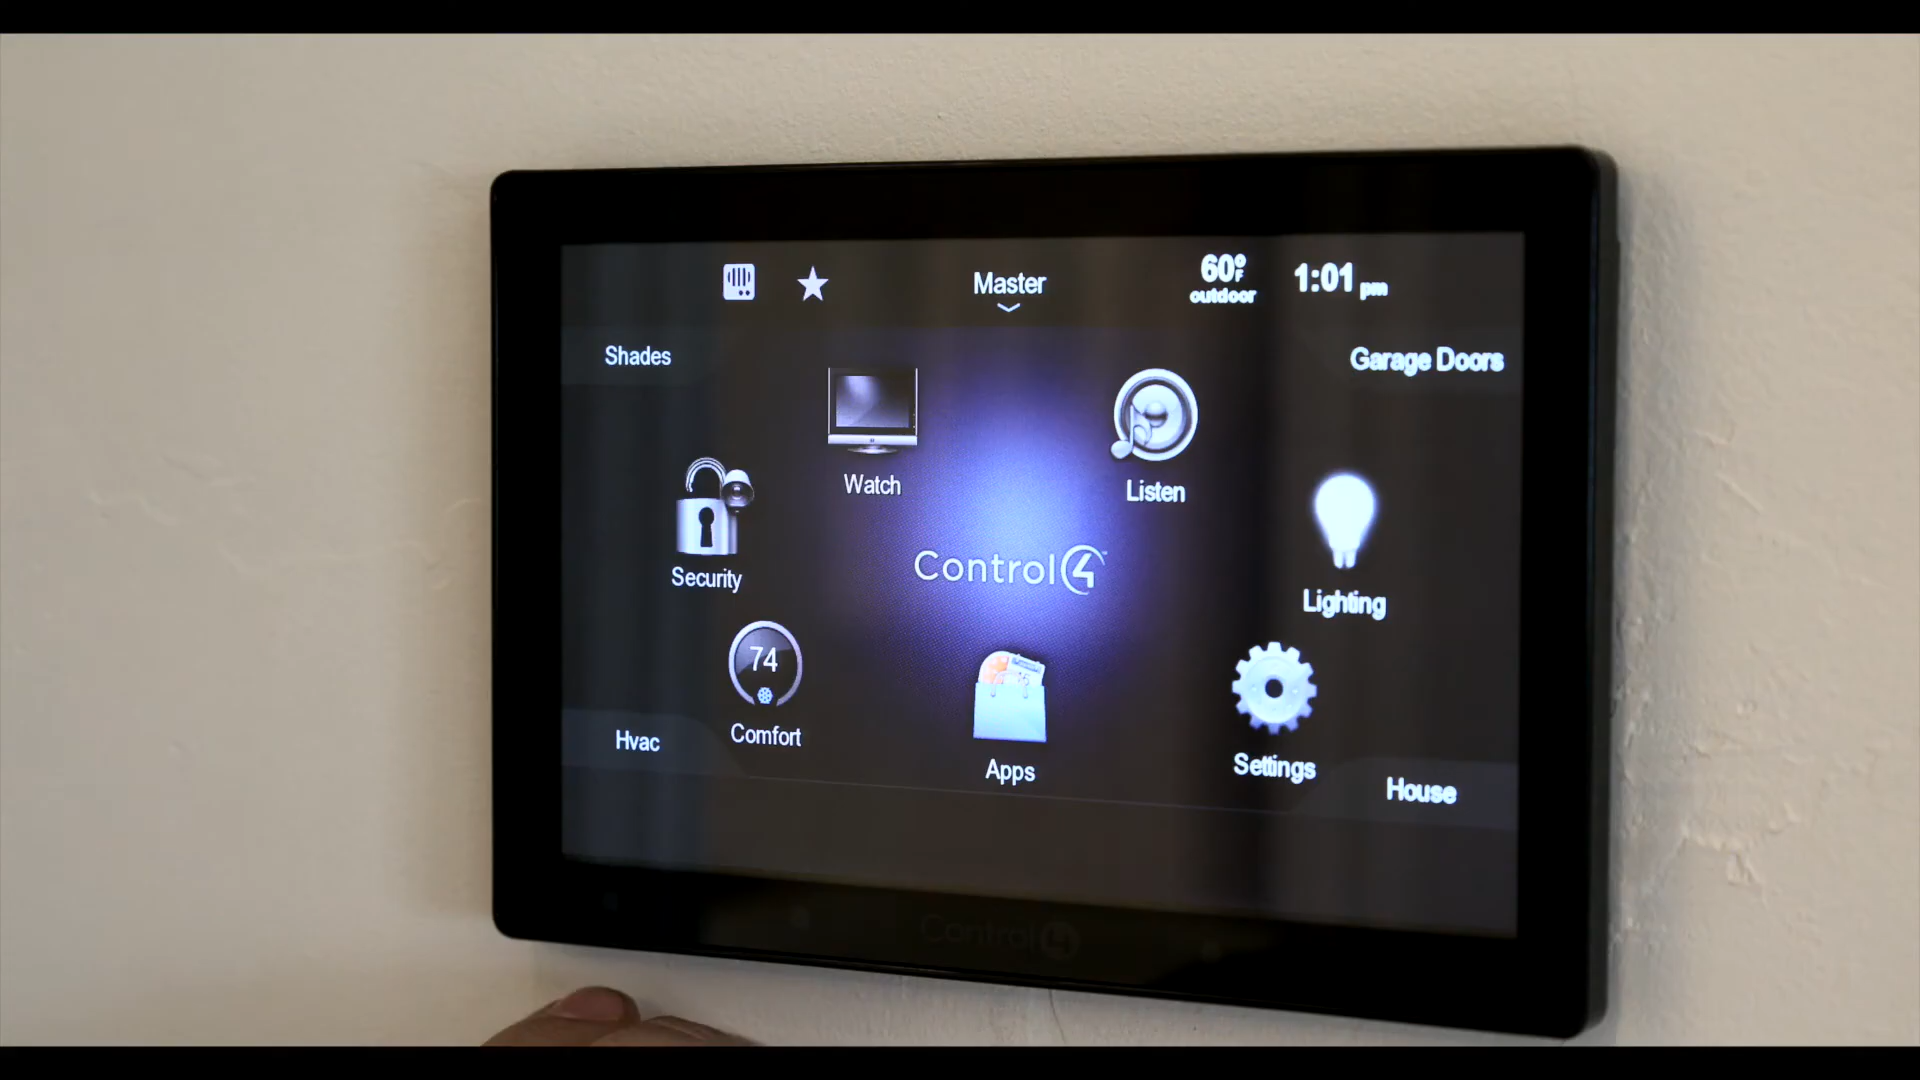 Master
60°F
outdoor
1:01 pm
Shades
Garage Doors
Watch
Listen
Security
Control4
Lighting
74
Comfort
Hvac
Apps
Settings
House
Control4